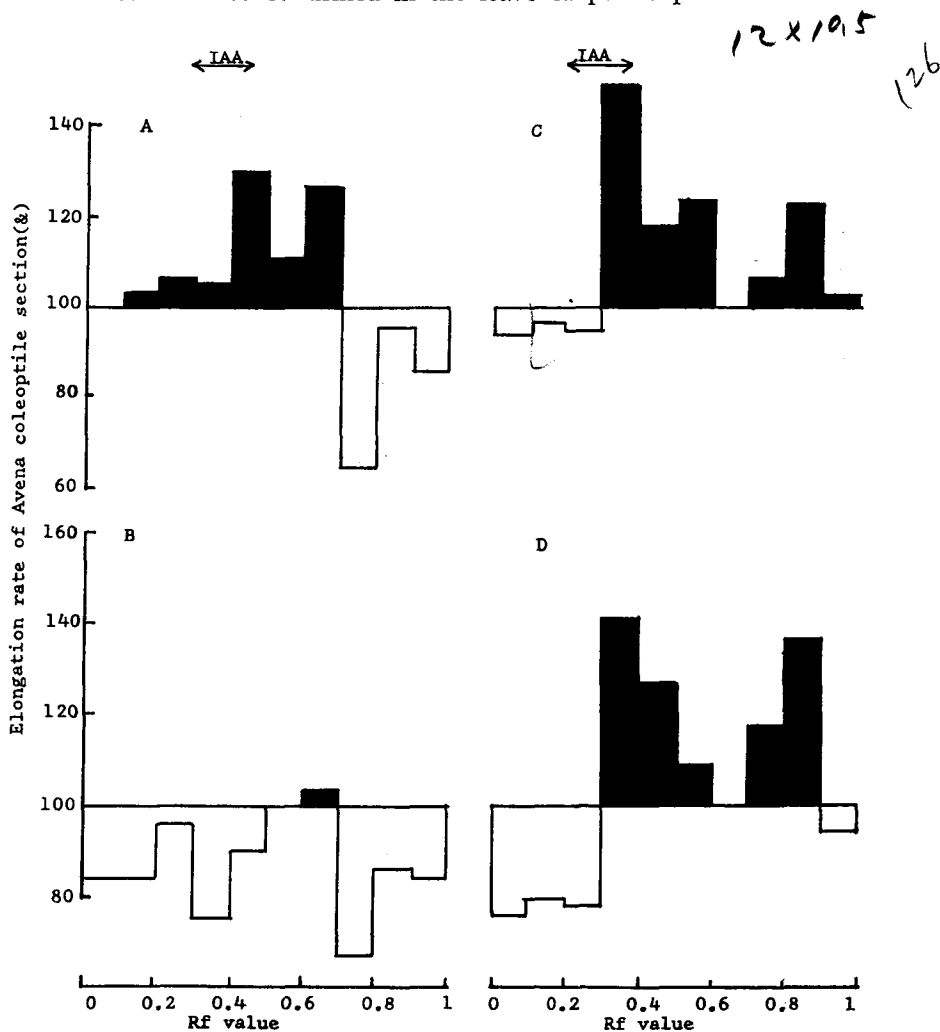 12 x 10.5
126
IAA
IAA
A
C
140
120
100
80
60
B
D
160
140
120
100
80
Elongation rate of Avena coleoptile section(&)
0 0.2 0.4 0.6 0.8 1
0 0.2 0.4 0.6 0.8 1
Rf value
Rf value